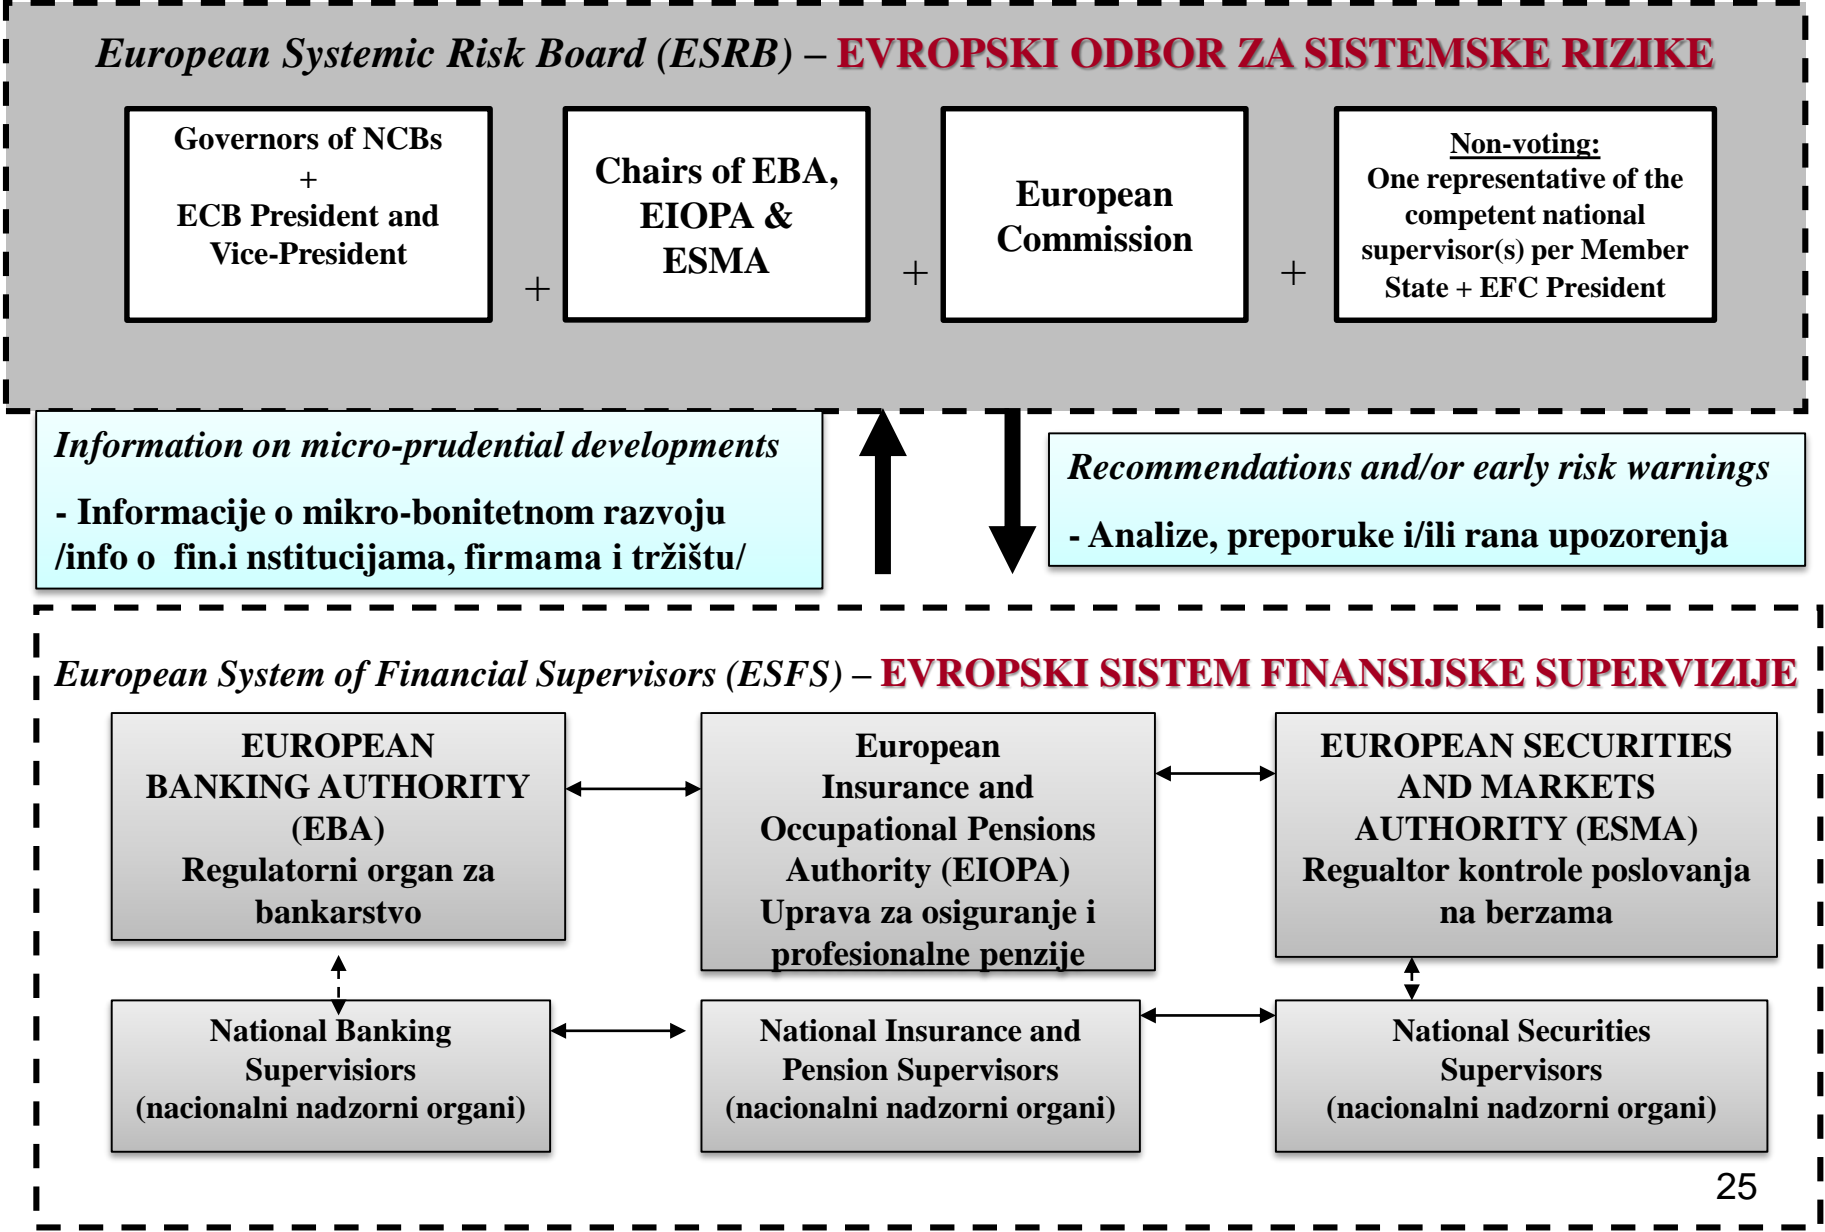 European Systemic Risk Board (ESRB) – EVROPSKI ODBOR ZA SISTEMSKE RIZIKE
Governors of NCBs
+
ECB President and
Vice-President
+
Chairs of EBA,
EIOPA &
ESMA
+
European
Commission
+
Non-voting:
One representative of the
competent national
supervisor(s) per Member
State + EFC President
Information on micro-prudential developments
- Informacije o mikro-bonitetnom razvoju
/info o fin.i nstitucijama, firmama i tržištu/
Recommendations and/or early risk warnings
- Analize, preporuke i/ili rana upozorenja
European System of Financial Supervisors (ESFS) – EVROPSKI SISTEM FINANSIJSKE SUPERVIZIJE
EUROPEAN
BANKING AUTHORITY
(EBA)
Regulatorni organ za
bankarstvo
European
Insurance and
Occupational Pensions
Authority (EIOPA)
Uprava za osiguranje i
profesionalne penzije
EUROPEAN SECURITIES
AND MARKETS
AUTHORITY (ESMA)
Regualtor kontrole poslovanja
na berzama
National Banking
Supervisiors
(nacionalni nadzorni organi)
National Insurance and
Pension Supervisors
(nacionalni nadzorni organi)
National Securities
Supervisors
(nacionalni nadzorni organi)
25